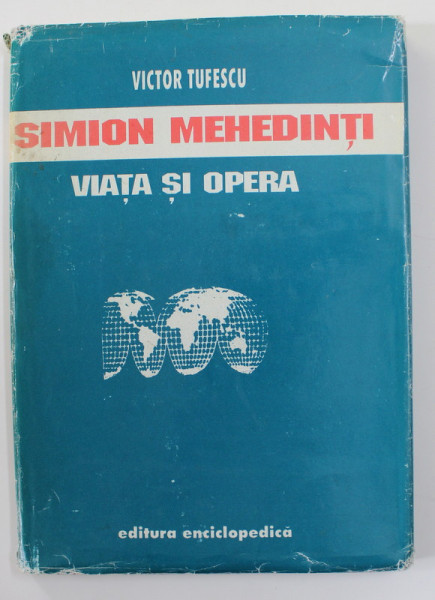 VICTOR TUFESCU
SIMION MEHEDINȚI
VIAȚA ȘI OPERA
editura enciclopedică